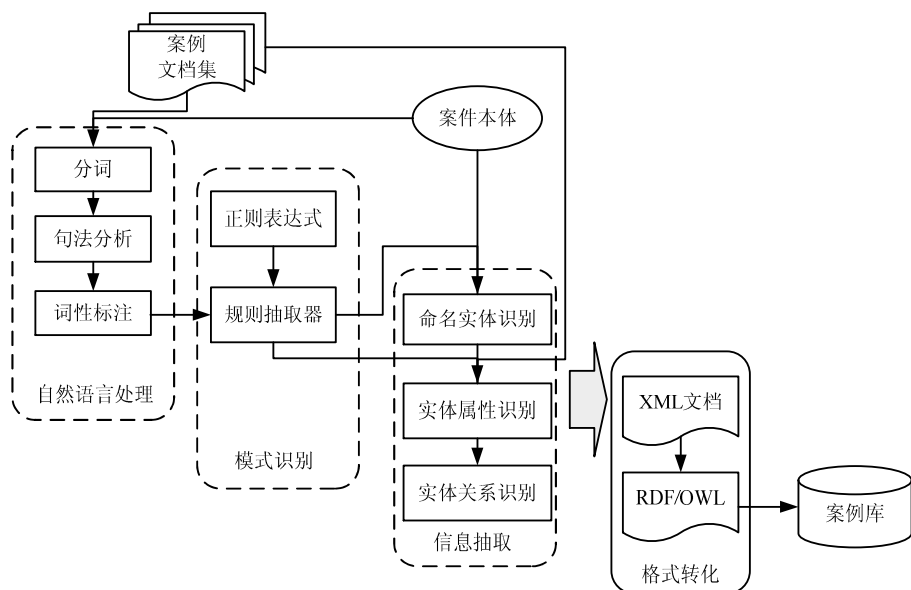 案例
文档集
案件本体
分词
句法分析
词性标注
自然语言处理
正则表达式
规则抽取器
模式识别
命名实体识别
实体属性识别
实体关系识别
信息抽取
XML文档
RDF/OWL
格式转化
案例库